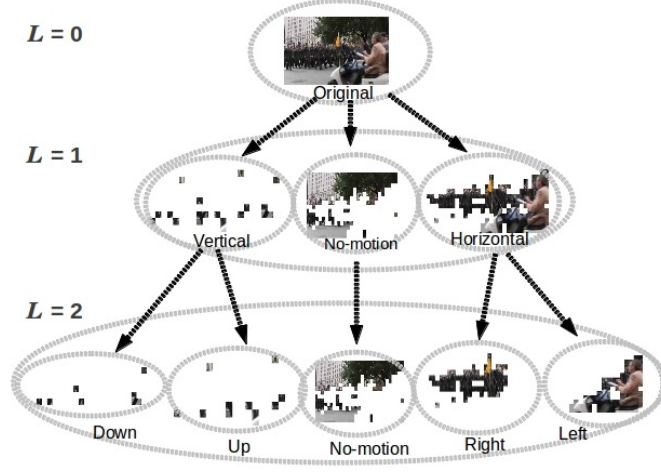 L = 0
Original
L = 1
Vertical
No-motion
Horizontal
L = 2
Down
Up
No-motion
Right
Left